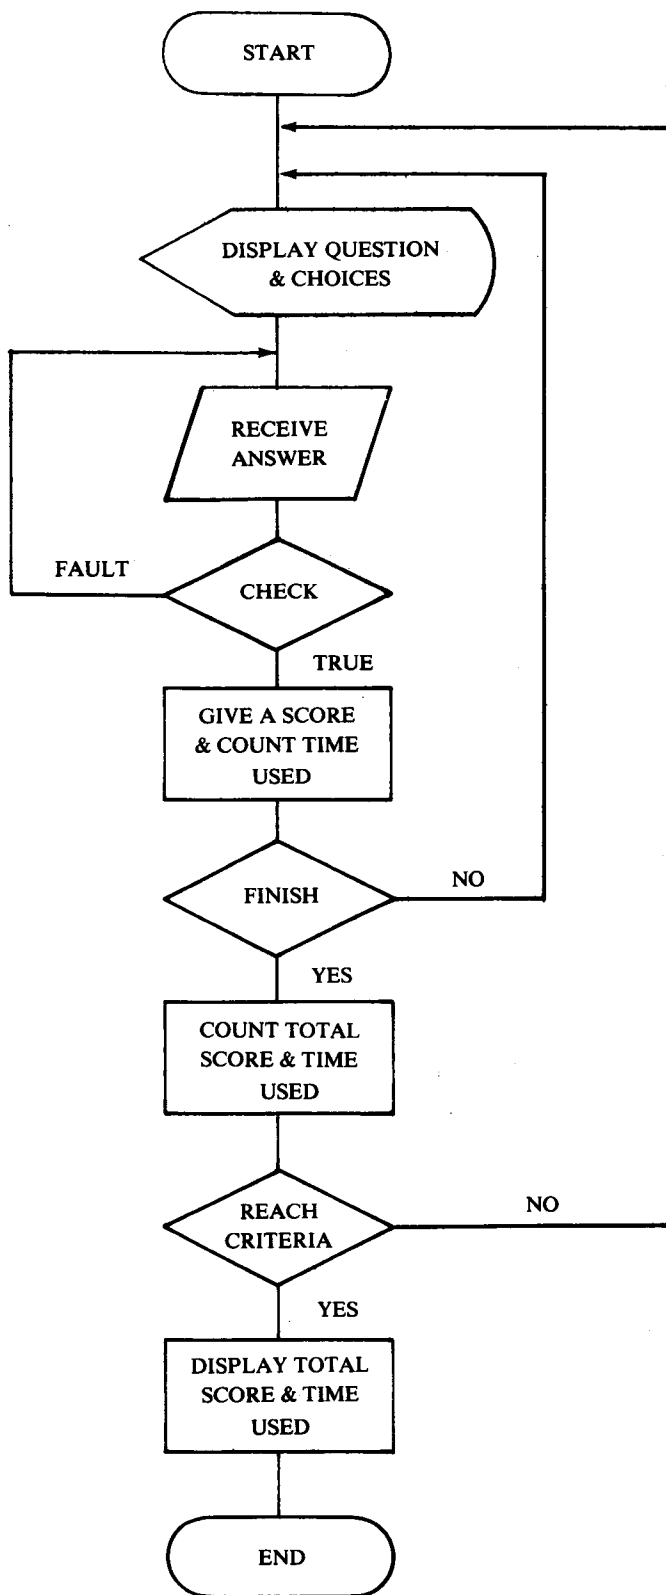 START
DISPLAY QUESTION
& CHOICES
RECEIVE
ANSWER
FAULT
CHECK
TRUE
GIVE A SCORE
& COUNT TIME
USED
FINISH
NO
YES
COUNT TOTAL
SCORE & TIME
USED
REACH
CRITERIA
NO
YES
DISPLAY TOTAL
SCORE & TIME
USED
END